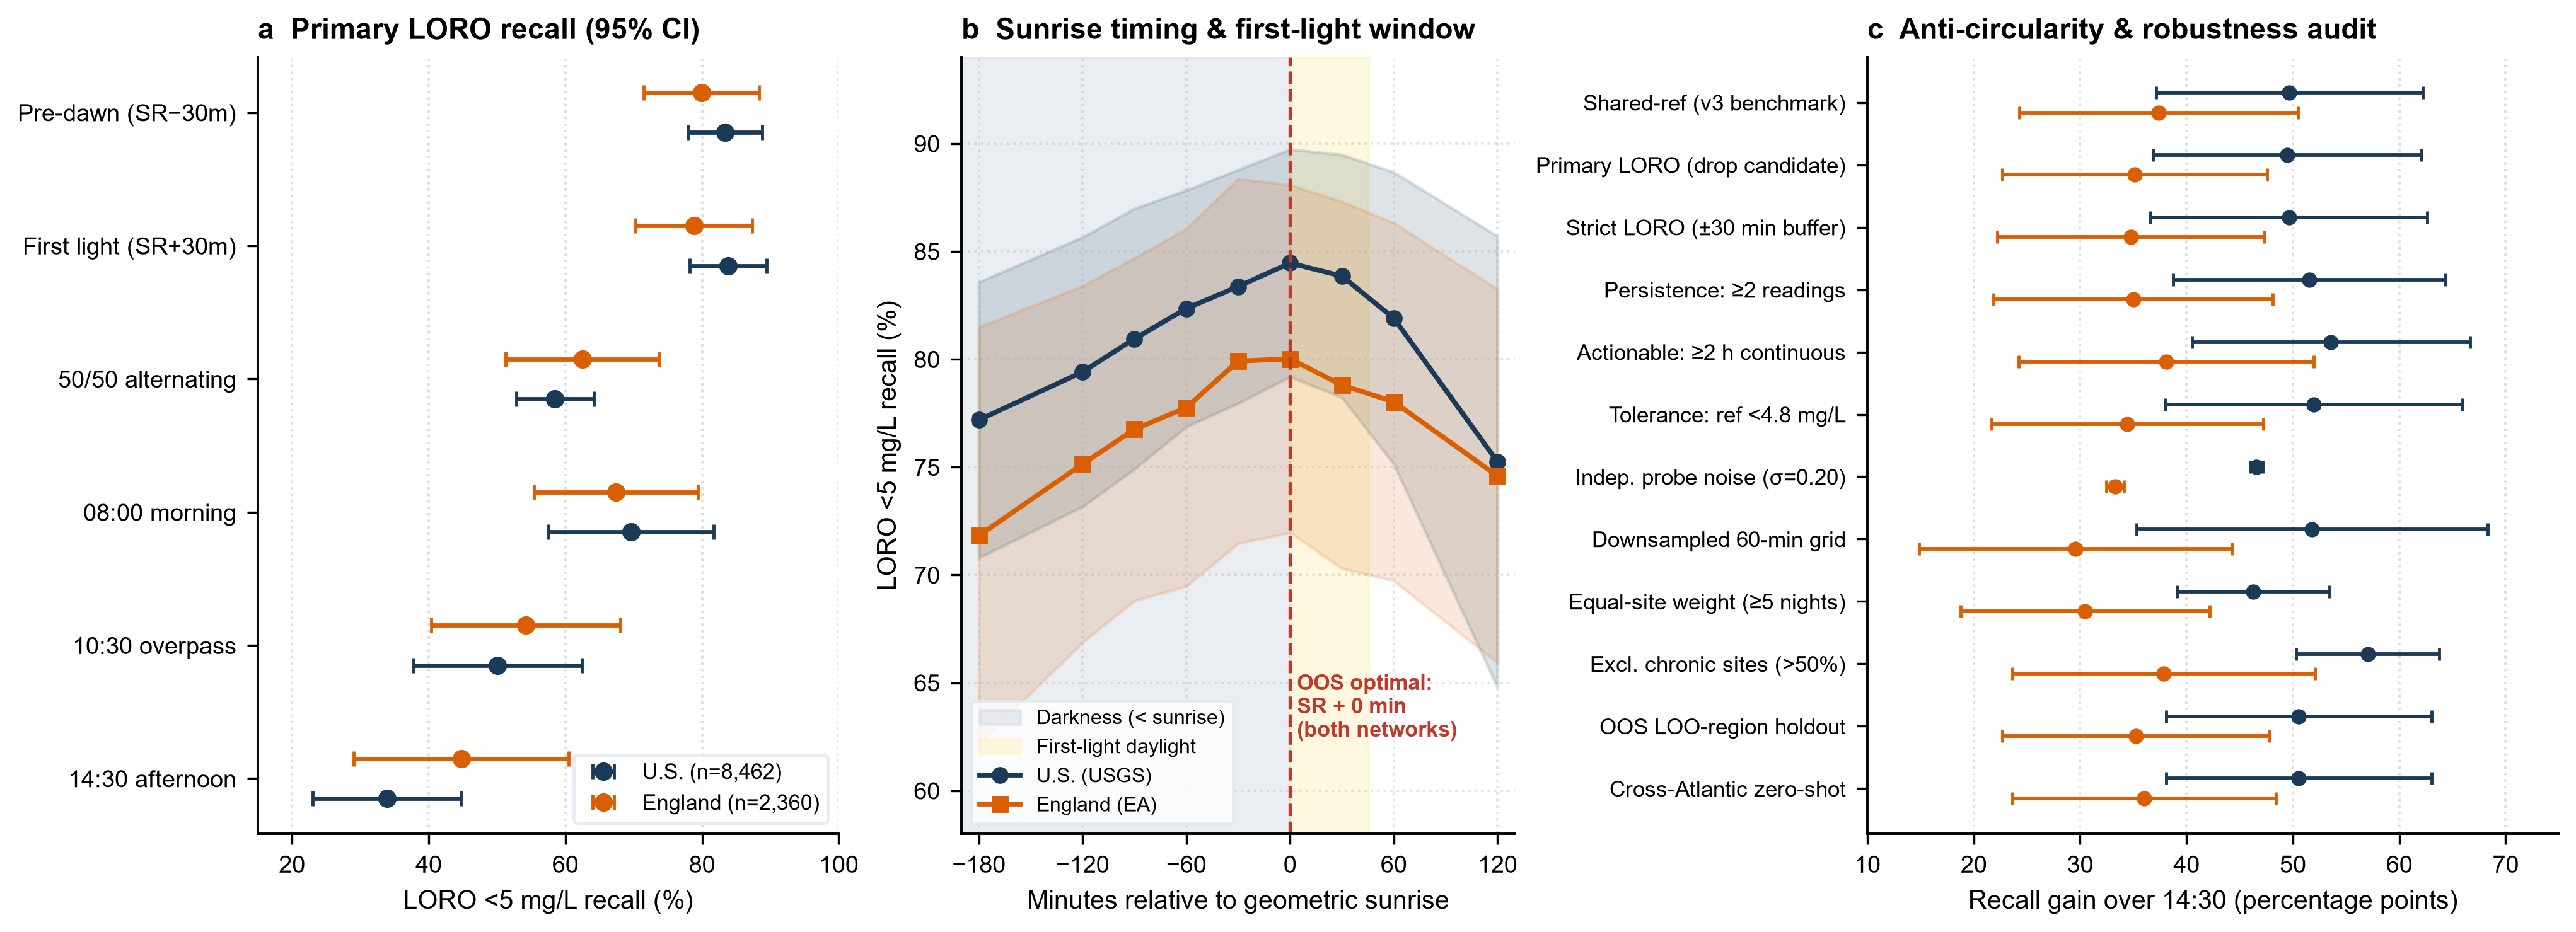 a Primary LORO recall (95% CI)
Pre-dawn (SR−30m)
First light (SR+30m)
50/50 alternating
08:00 morning
10:30 overpass
14:30 afternoon
U.S. (n=8,462)
England (n=2,360)
20 40 60 80 100
LORO <5 mg/L recall (%)
b Sunrise timing & first-light window
LORO <5 mg/L recall (%)
90
85
80
75
70
65
60
OOS optimal:
SR + 0 min
(both networks)
Darkness (< sunrise)
First-light daylight
U.S. (USGS)
England (EA)
−180 −120 −60 0 60 120
Minutes relative to geometric sunrise
c Anti-circularity & robustness audit
Shared-ref (v3 benchmark)
Primary LORO (drop candidate)
Strict LORO (±30 min buffer)
Persistence: ≥2 readings
Actionable: ≥2 h continuous
Tolerance: ref <4.8 mg/L
Indep. probe noise (σ=0.20)
Downsampled 60-min grid
Equal-site weight (≥5 nights)
Excl. chronic sites (>50%)
OOS LOO-region holdout
Cross-Atlantic zero-shot
10 20 30 40 50 60 70
Recall gain over 14:30 (percentage points)